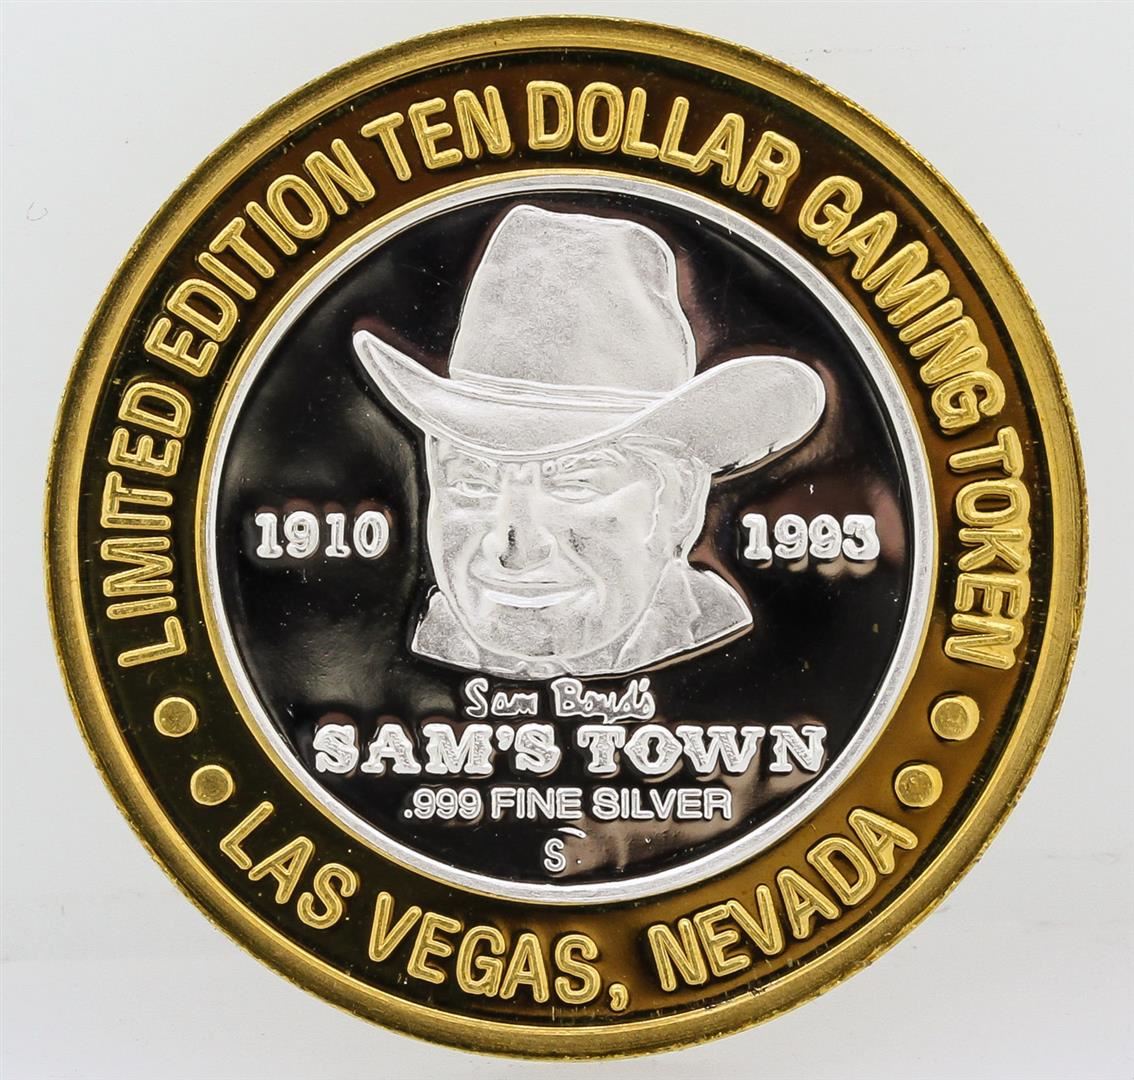 LIMITED EDITION TEN DOLLAR GAMING TOKEN
1910
1993
Sam Boyd's
SAM'S TOWN
.999 FINE SILVER
S
LAS VEGAS, NEVADA